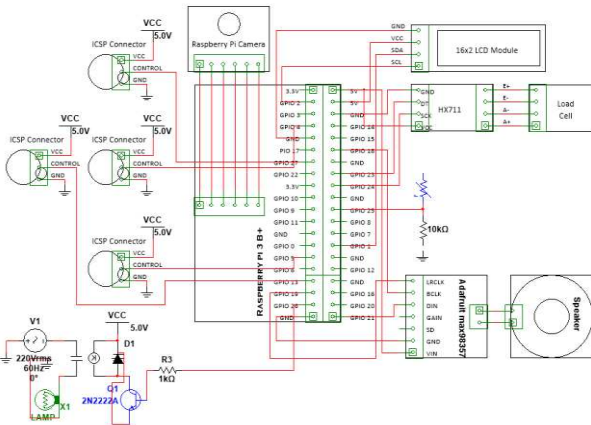 VCC
5.0V
ICSP Connector
VCC
CONTROL
GND
Raspberry Pi Camera
GND
VCC
SDA
SCL
16x2 LCD Module
GND
DT
SCK
VCC
HX711
E+
E-
A-
A+
Load
Cell
VCC
5.0V
ICSP Connector
VCC
CONTROL
GND
VCC
5.0V
ICSP Connector
VCC
CONTROL
GND
VCC
5.0V
ICSP Connector
VCC
CONTROL
GND
RASPBERRY PI 3 B+
3.3V
GPIO 2
GPIO 3
GPIO 4
GND
PIO 17
GPIO 27
GPIO 22
3.3V
GPIO 10
GPIO 9
GPIO 11
GND
GPIO 0
GPIO 5
GPIO 6
GPIO 13
GPIO 19
GPIO 26
GND
5V
5V
GND
GPIO 14
GPIO 15
GPIO 18
GND
GPIO 23
GPIO 24
GND
GPIO 25
GPIO 8
GPIO 7
GPIO 1
GND
GPIO 12
GND
GPIO 16
GPIO 20
GPIO 21
10kΩ
LRCLK
BCLK
DIN
GAIN
SD
GND
VIN
Adafruit max98357
Speaker
V1
220Vrms
60Hz
0°
K
VCC
5.0V
D1
X1
LAMP
Q1
2N2222A
R3
1kΩ